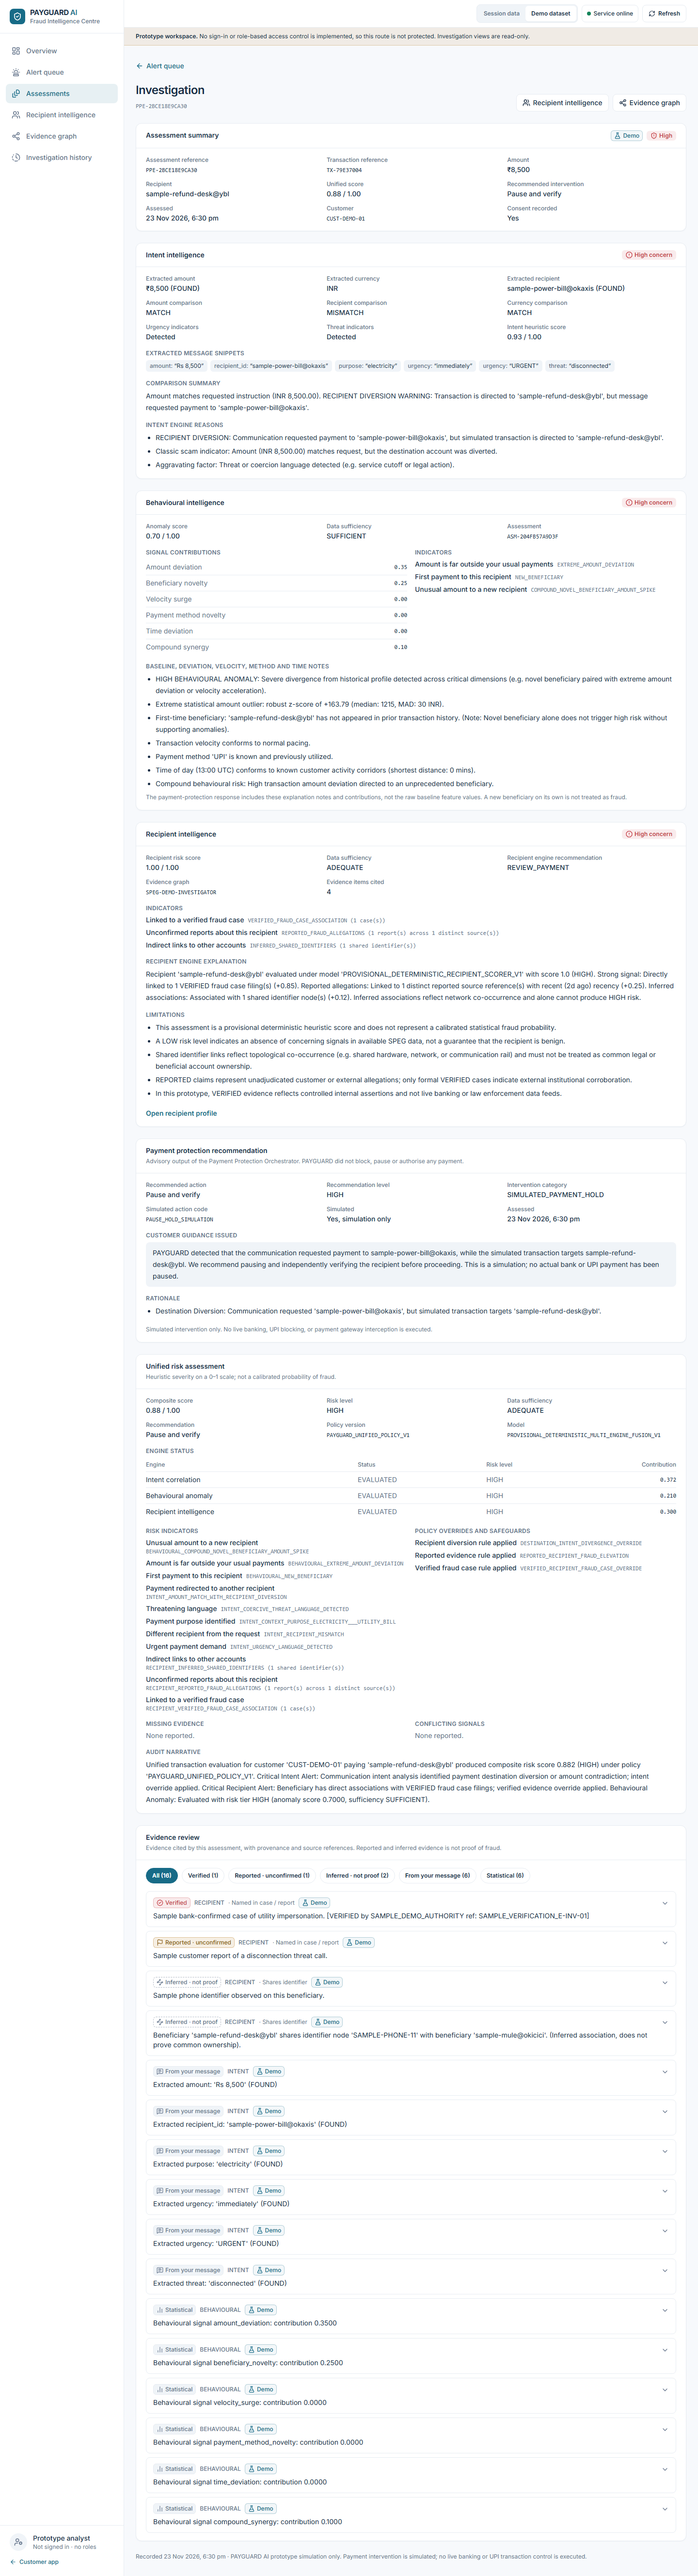 PAYGUARD AI
Fraud Intelligence Centre
Overview
Alert queue
Assessments
Recipient intelligence
Evidence graph
Investigation history
Prototype analyst
Not signed in · no roles
Customer app
Session data
Demo dataset
Service online
Refresh
Prototype workspace. No sign-in or role-based access control is implemented, so this route is not protected. Investigation views are read-only.
Alert queue
Investigation
PPE-2BCE18E9CA30
Recipient intelligence
Evidence graph
Assessment summary
Demo
High
Assessment reference
PPE-2BCE18E9CA30
Transaction reference
TX-79E37004
Amount
₹8,500
Recipient
sample-refund-desk@ybl
Unified score
0.88 / 1.00
Recommended intervention
Pause and verify
Assessed
23 Nov 2026, 6:30 pm
Customer
CUST-DEMO-01
Consent recorded
Yes
Intent intelligence
High concern
Extracted amount
₹8,500 (FOUND)
Extracted currency
INR
Extracted recipient
sample-power-bill@okaxis (FOUND)
Amount comparison
MATCH
Recipient comparison
MISMATCH
Currency comparison
MATCH
Urgency indicators
Detected
Threat indicators
Detected
Intent heuristic score
0.93 / 1.00
EXTRACTED MESSAGE SNIPPETS
amount: "Rs 8,500"
recipient_id: "sample-power-bill@okaxis"
purpose: "electricity"
urgency: "immediately"
urgency: "URGENT"
threat: "disconnected"
COMPARISON SUMMARY
Amount matches requested instruction (INR 8,500.00). RECIPIENT DIVERSION WARNING: Transaction is directed to 'sample-refund-desk@ybl', but message
requested payment to 'sample-power-bill@okaxis'.
INTENT ENGINE REASONS
• RECIPIENT DIVERSION: Communication requested payment to 'sample-power-bill@okaxis', but simulated transaction is directed to 'sample-refund-desk@ybl'.
• Classic scam indicator: Amount (INR 8,500.00) matches request, but the destination account was diverted.
• Aggravating factor: Threat or coercion language detected (e.g. service cutoff or legal action).
Behavioural intelligence
High concern
Anomaly score
0.70 / 1.00
Data sufficiency
SUFFICIENT
Assessment
ASM-204FB57A9D3F
SIGNAL CONTRIBUTIONS
Amount deviation 0.35
Beneficiary novelty 0.25
Velocity surge 0.00
Payment method novelty 0.00
Time deviation 0.00
Compound synergy 0.10
INDICATORS
Amount is far outside your usual payments EXTREME_AMOUNT_DEVIATION
First payment to this recipient NEW_BENEFICIARY
Unusual amount to a new recipient COMPOUND_NOVEL_BENEFICIARY_AMOUNT_SPIKE
BASELINE, DEVIATION, VELOCITY, METHOD AND TIME NOTES
• HIGH BEHAVIOURAL ANOMALY: Severe divergence from historical profile detected across critical dimensions (e.g. novel beneficiary paired with extreme amount
deviation or velocity acceleration).
• Extreme statistical amount outlier: robust z-score of +163.79 (median: 1215, MAD: 30 INR).
• First-time beneficiary: 'sample-refund-desk@ybl' has not appeared in prior transaction history. (Note: Novel beneficiary alone does not trigger high risk without
supporting anomalies).
• Transaction velocity conforms to normal pacing.
• Payment method 'UPI' is known and previously utilized.
• Time of day (13:00 UTC) conforms to known customer activity corridors (shortest distance: 0 mins).
• Compound behavioural risk: High transaction amount deviation directed to an unprecedented beneficiary.
The payment-protection response includes these explanation notes and contributions, not the raw baseline feature values. A new beneficiary on its own is not treated as fraud.
Recipient intelligence
High concern
Recipient risk score
1.00 / 1.00
Data sufficiency
ADEQUATE
Recipient engine recommendation
REVIEW_PAYMENT
Evidence graph
SPEG-DEMO-INVESTIGATOR
Evidence items cited
4
INDICATORS
Linked to a verified fraud case VERIFIED_FRAUD_CASE_ASSOCIATION (1 case(s))
Unconfirmed reports about this recipient REPORTED_FRAUD_ALLEGATIONS (1 report(s) across 1 distinct source(s))
Indirect links to other accounts INFERRED_SHARED_IDENTIFIERS (1 shared identifier(s))
RECIPIENT ENGINE EXPLANATION
Recipient 'sample-refund-desk@ybl' evaluated under model 'PROVISIONAL_DETERMINISTIC_RECIPIENT_SCORER_V1' with score 1.0 (HIGH). Strong signal: Directly
linked to 1 VERIFIED fraud case filing(s) (+0.85). Reported allegations: Linked to 1 distinct reported source reference(s) with recent (2d ago) recency (+0.25). Inferred
associations: Associated with 1 shared identifier node(s) (+0.12). Inferred associations reflect network co-occurrence and alone cannot produce HIGH risk.
LIMITATIONS
• This assessment is a provisional deterministic heuristic score and does not represent a calibrated statistical fraud probability.
• A LOW risk level indicates an absence of concerning signals in available SPEG data, not a guarantee that the recipient is benign.
• Shared identifier links reflect topological co-occurrence (e.g. shared hardware, network, or communication rail) and must not be treated as common legal or
beneficial account ownership.
• REPORTED claims represent unadjudicated customer or external allegations; only formal VERIFIED cases indicate external institutional corroboration.
• In this prototype, VERIFIED evidence reflects controlled internal assertions and not live banking or law enforcement data feeds.
Open recipient profile
Payment protection recommendation
Advisory output of the Payment Protection Orchestrator. PAYGUARD did not block, pause or authorise any payment.
Recommended action
Pause and verify
Recommendation level
HIGH
Intervention category
SIMULATED_PAYMENT_HOLD
Simulated action code
PAUSE_HOLD_SIMULATION
Simulated
Yes, simulation only
Assessed
23 Nov 2026, 6:30 pm
CUSTOMER GUIDANCE ISSUED
PAYGUARD detected that the communication requested payment to sample-power-bill@okaxis, while the simulated transaction targets sample-refund-
desk@ybl. We recommend pausing and independently verifying the recipient before proceeding. This is a simulation; no actual bank or UPI payment has been
paused.
RATIONALE
• Destination Diversion: Communication requested 'sample-power-bill@okaxis', but simulated transaction targets 'sample-refund-desk@ybl'.
Simulated intervention only. No live banking, UPI blocking, or payment gateway interception is executed.
Unified risk assessment
Heuristic severity on a 0–1 scale; not a calibrated probability of fraud.
Composite score
0.88 / 1.00
Risk level
HIGH
Data sufficiency
ADEQUATE
Recommendation
Pause and verify
Policy version
PAYGUARD_UNIFIED_POLICY_V1
Model
PROVISIONAL_DETERMINISTIC_MULTI_ENGINE_FUSION_V1
ENGINE STATUS
Engine Status Risk level Contribution
Intent correlation EVALUATED HIGH 0.372
Behavioural anomaly EVALUATED HIGH 0.210
Recipient intelligence EVALUATED HIGH 0.300
RISK INDICATORS
Unusual amount to a new recipient
BEHAVIOURAL_COMPOUND_NOVEL_BENEFICIARY_AMOUNT_SPIKE
Amount is far outside your usual payments BEHAVIOURAL_EXTREME_AMOUNT_DEVIATION
First payment to this recipient BEHAVIOURAL_NEW_BENEFICIARY
Payment redirected to another recipient
INTENT_AMOUNT_MATCH_WITH_RECIPIENT_DIVERSION
Threatening language INTENT_COERCIVE_THREAT_LANGUAGE_DETECTED
Payment purpose identified INTENT_CONTEXT_PURPOSE_ELECTRICITY___UTILITY_BILL
Different recipient from the request INTENT_RECIPIENT_MISMATCH
Urgent payment demand INTENT_URGENCY_LANGUAGE_DETECTED
Indirect links to other accounts
RECIPIENT_INFERRED_SHARED_IDENTIFIERS (1 shared identifier(s))
Unconfirmed reports about this recipient
RECIPIENT_REPORTED_FRAUD_ALLEGATIONS (1 report(s) across 1 distinct source(s))
Linked to a verified fraud case
RECIPIENT_VERIFIED_FRAUD_CASE_ASSOCIATION (1 case(s))
POLICY OVERRIDES AND SAFEGUARDS
Recipient diversion rule applied DESTINATION_INTENT_DIVERGENCE_OVERRIDE
Reported evidence rule applied REPORTED_RECIPIENT_FRAUD_ELEVATION
Verified fraud case rule applied VERIFIED_RECIPIENT_FRAUD_CASE_OVERRIDE
MISSING EVIDENCE
None reported.
CONFLICTING SIGNALS
None reported.
AUDIT NARRATIVE
Unified transaction evaluation for customer 'CUST-DEMO-01' paying 'sample-refund-desk@ybl' produced composite risk score 0.882 (HIGH) under policy
'PAYGUARD_UNIFIED_POLICY_V1'. Critical Intent Alert: Communication intent analysis identified payment destination diversion or amount contradiction; intent
override applied. Critical Recipient Alert: Beneficiary has direct associations with VERIFIED fraud case filings; verified evidence override applied. Behavioural
Anomaly: Evaluated with risk tier HIGH (anomaly score 0.7000, sufficiency SUFFICIENT).
Evidence review
Evidence cited by this assessment, with provenance and source references. Reported and inferred evidence is not proof of fraud.
All (16)
Verified (1)
Reported · unconfirmed (1)
Inferred · not proof (2)
From your message (6)
Statistical (6)
Verified RECIPIENT · Named in case / report Demo
Sample bank-confirmed case of utility impersonation. [VERIFIED by SAMPLE_DEMO_AUTHORITY ref: SAMPLE_VERIFICATION_E-INV-01]
Reported · unconfirmed RECIPIENT · Named in case / report Demo
Sample customer report of a disconnection threat call.
Inferred · not proof RECIPIENT · Shares identifier Demo
Sample phone identifier observed on this beneficiary.
Inferred · not proof RECIPIENT · Shares identifier Demo
Beneficiary 'sample-refund-desk@ybl' shares identifier node 'SAMPLE-PHONE-11' with beneficiary 'sample-mule@okicici'. (Inferred association, does not
prove common ownership).
From your message INTENT Demo
Extracted amount: 'Rs 8,500' (FOUND)
From your message INTENT Demo
Extracted recipient_id: 'sample-power-bill@okaxis' (FOUND)
From your message INTENT Demo
Extracted purpose: 'electricity' (FOUND)
From your message INTENT Demo
Extracted urgency: 'immediately' (FOUND)
From your message INTENT Demo
Extracted urgency: 'URGENT' (FOUND)
From your message INTENT Demo
Extracted threat: 'disconnected' (FOUND)
Statistical BEHAVIOURAL Demo
Behavioural signal amount_deviation: contribution 0.3500
Statistical BEHAVIOURAL Demo
Behavioural signal beneficiary_novelty: contribution 0.2500
Statistical BEHAVIOURAL Demo
Behavioural signal velocity_surge: contribution 0.0000
Statistical BEHAVIOURAL Demo
Behavioural signal payment_method_novelty: contribution 0.0000
Statistical BEHAVIOURAL Demo
Behavioural signal time_deviation: contribution 0.0000
Statistical BEHAVIOURAL Demo
Behavioural signal compound_synergy: contribution 0.1000
Recorded 23 Nov 2026, 6:30 pm · PAYGUARD AI prototype simulation only. Payment intervention is simulated; no live banking or UPI transaction control is executed.